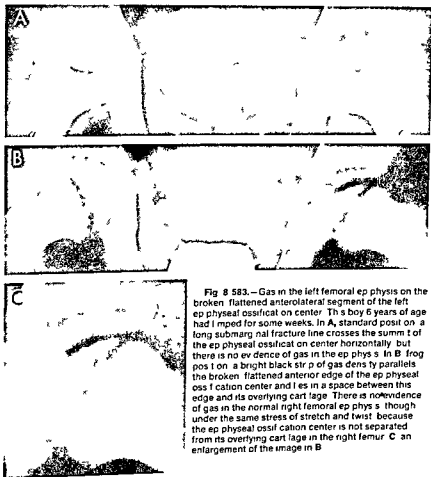 A
B
C
Fig 8 583.—Gas in the left femoral ep physis on the
broken flattened anterolateral segment of the left
ep physeal ossificat on center Th s boy 6 years of age
had l mped for some weeks. In A, standard posit on a
long submarg nal fracture line crosses the summ t of
the ep physeal ossificat on center horizontally but
there is no ev dence of gas in the epi phys s In B frog
pos t on a bright black str p of gas dens ty parallels
the broken flattened anterior edge of the ep physeal
oss f cation center and l es in a space between this
edge and its overlying cart lage There is no evidence
of gas in the normal right femoral ep phys s though
under the same stress of stretch and twist because
the ep physeal ossif cation center is not separated
from its overlying cart lage in the right femur C an
enlargement of the image in B